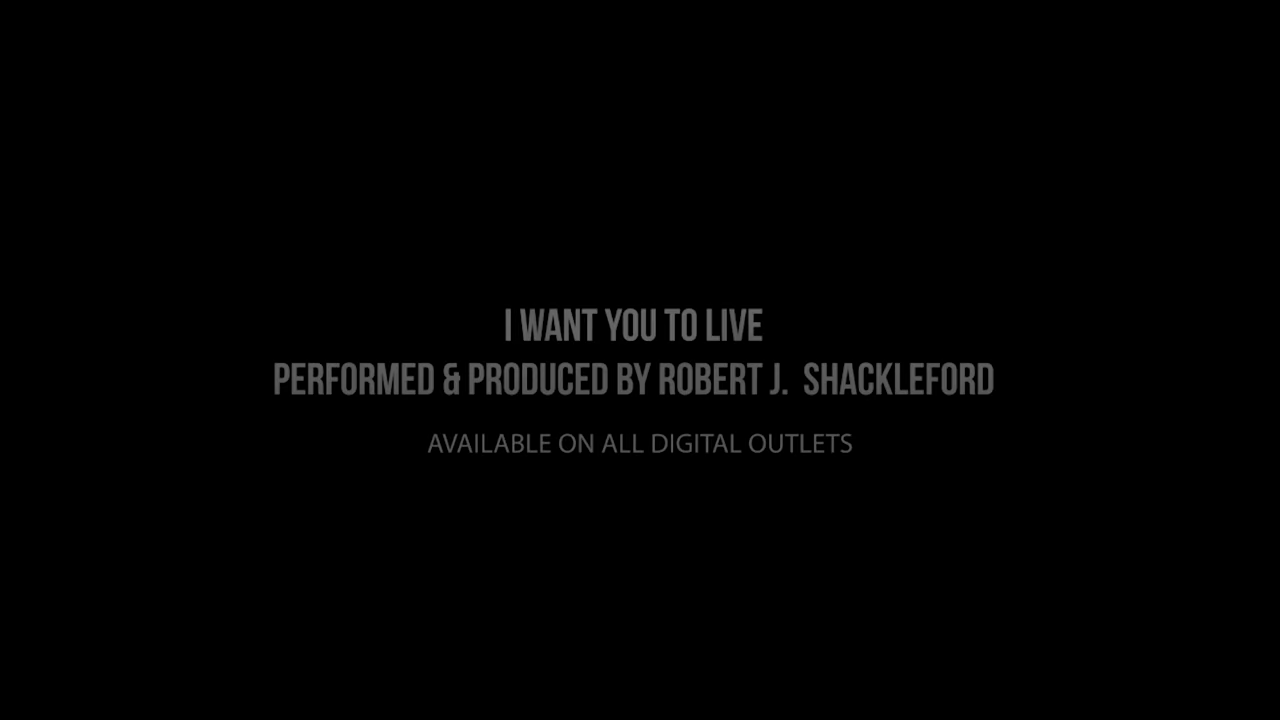 I WANT YOU TO LIVE
PERFORMED & PRODUCED BY ROBERT J. SHACKLEFORD
AVAILABLE ON ALL DIGITAL OUTLETS